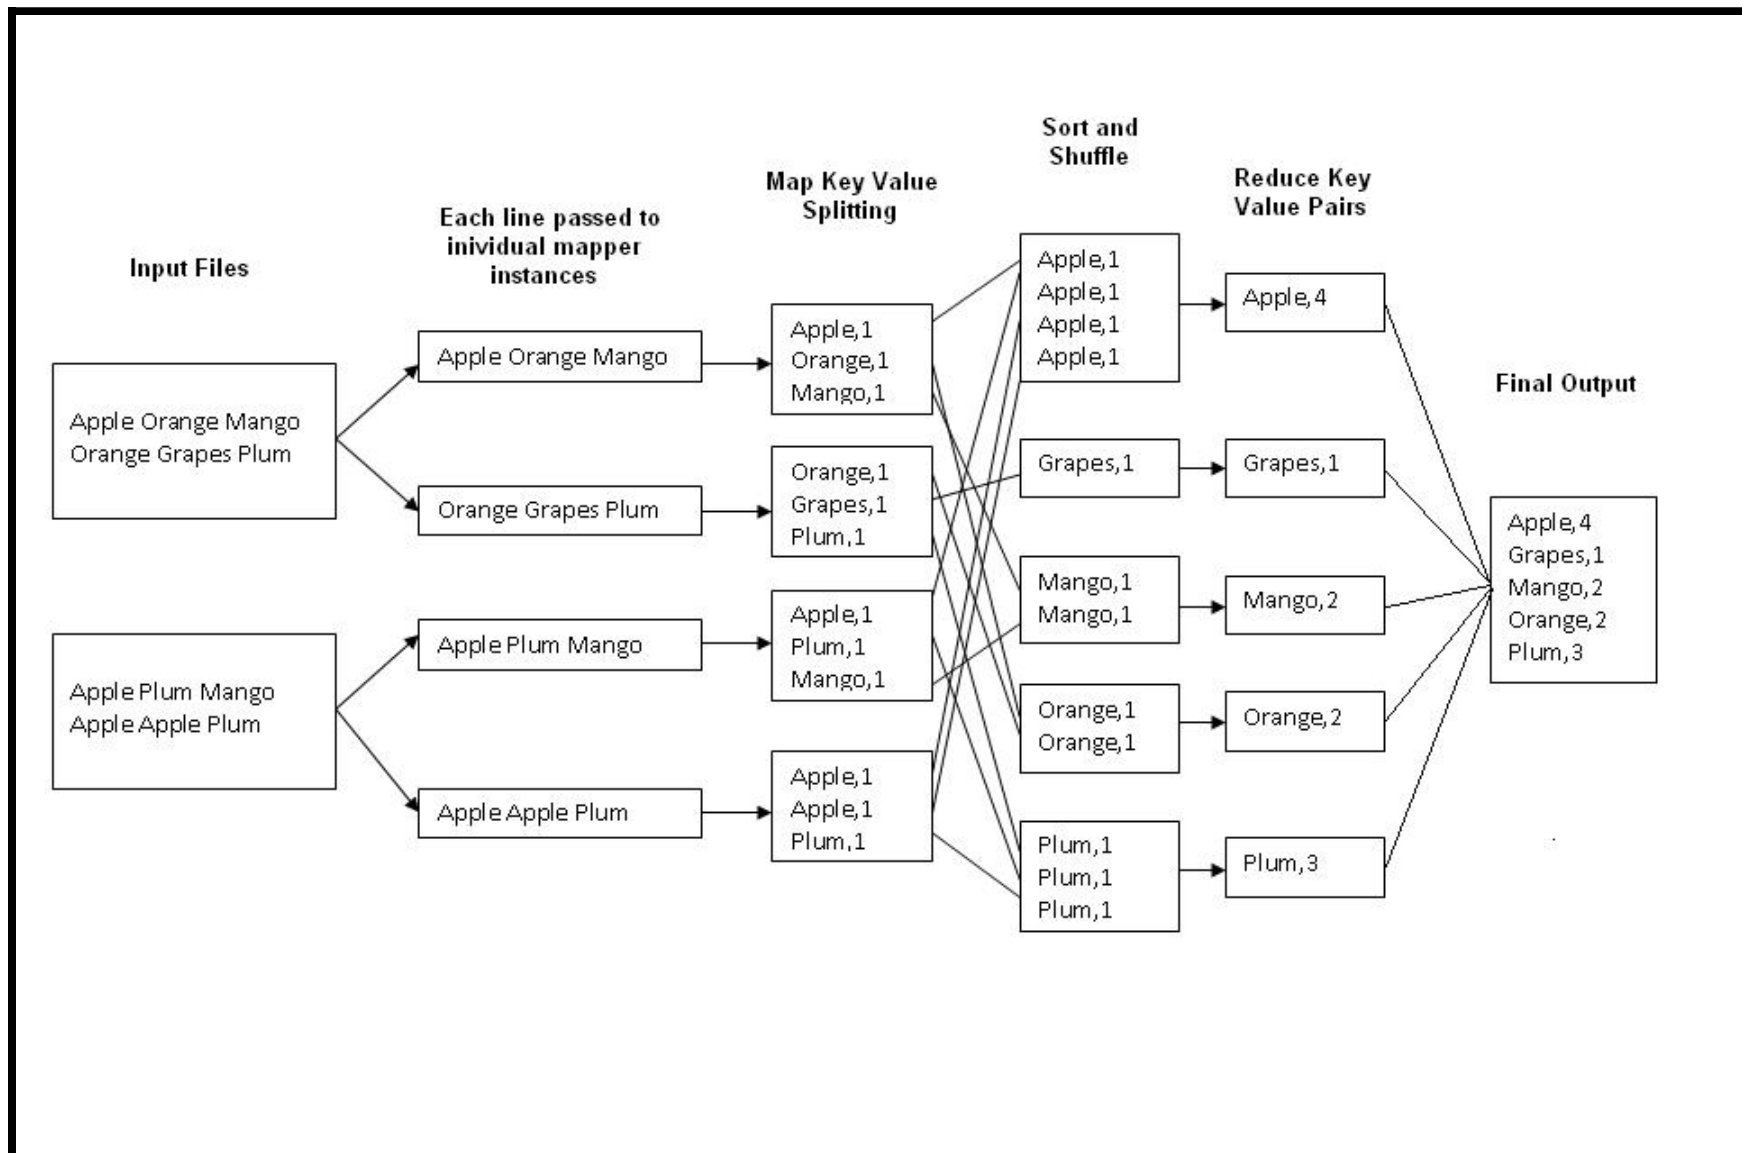 Input Files
Apple Orange Mango
Orange Grapes Plum
Apple Plum Mango
Apple Apple Plum
Each line passed to
inividual mapper
instances
Apple Orange Mango
Orange Grapes Plum
Apple Plum Mango
Apple Apple Plum
Map Key Value
Splitting
Apple,1
Orange,1
Mango,1
Orange,1
Grapes,1
Plum,1
Apple,1
Plum,1
Mango,1
Apple,1
Apple,1
Plum,1
Sort and
Shuffle
Apple,1
Apple,1
Apple,1
Apple,1
Grapes,1
Mango,1
Mango,1
Orange,1
Orange,1
Plum,1
Plum,1
Plum,1
Reduce Key
Value Pairs
Apple,4
Grapes,1
Mango,2
Orange,2
Plum,3
Final Output
Apple,4
Grapes,1
Mango,2
Orange,2
Plum,3